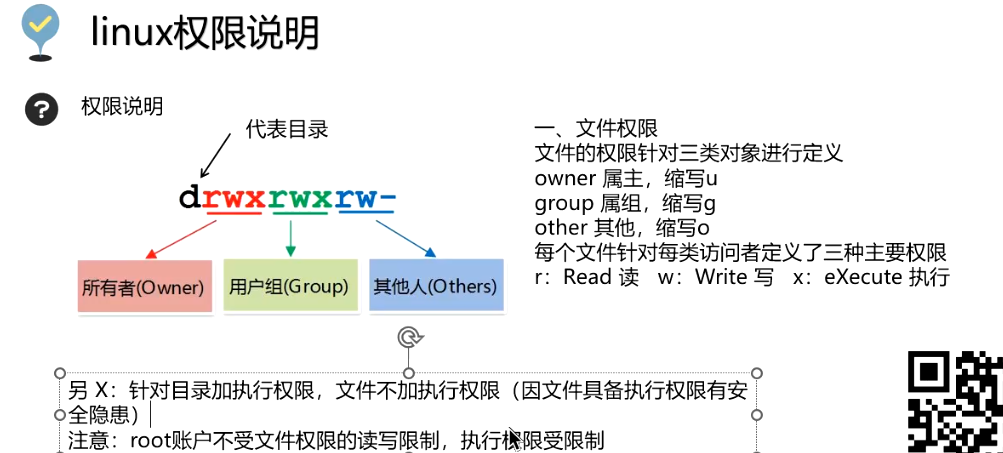 linux权限说明
权限说明
代表目录
drwxrwxrw-
所有者(Owner)
用户组(Group)
其他人(Others)
一、文件权限
文件的权限针对三类对象进行定义
owner 属主，缩写u
group 属组，缩写g
other 其他，缩写o
每个文件针对每类访问者定义了三种主要权限
r：Read 读 w：Write 写 x：eXecute 执行
另 X：针对目录加执行权限，文件不加执行权限（因文件具备执行权限有安
全隐患）
注意：root账户不受文件权限的读写限制，执行权限受限制